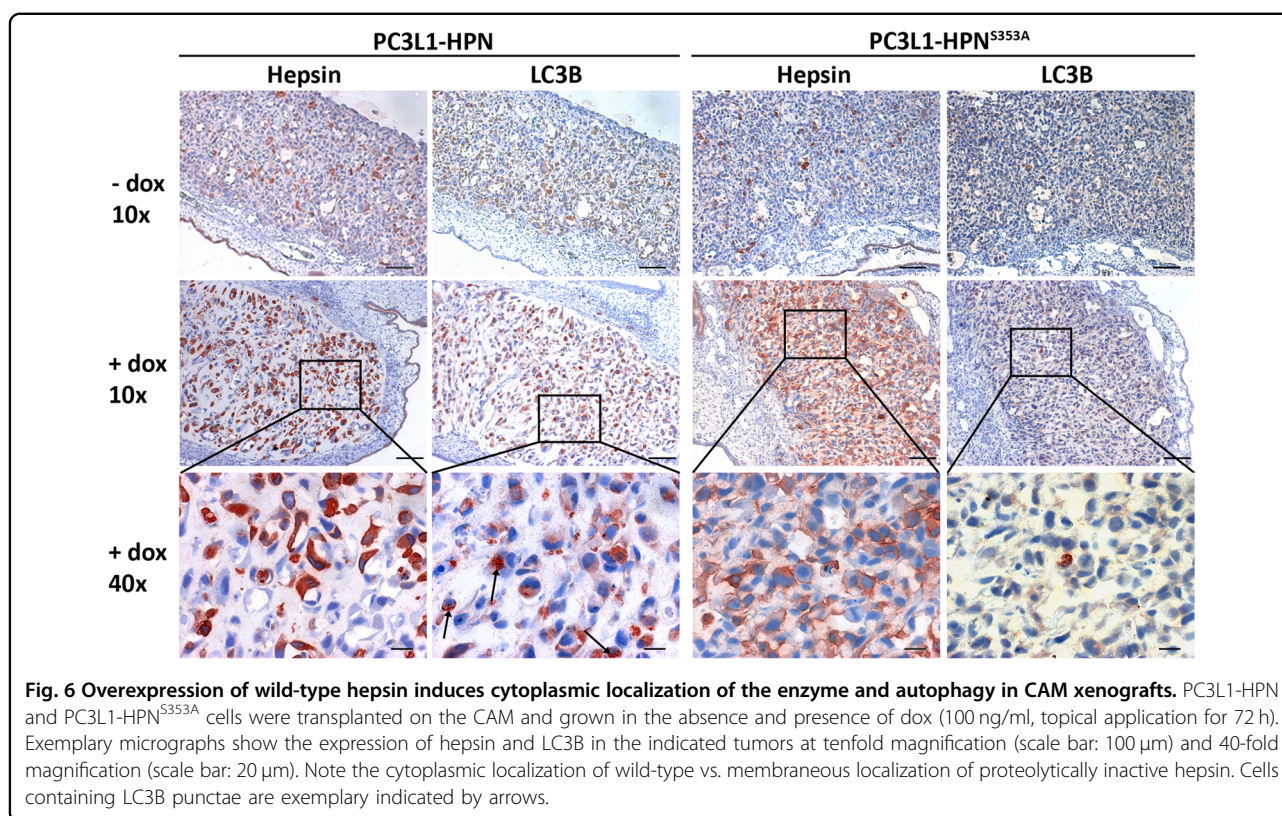 PC3L1-HPN PC3L1-HPN^S353A
Hepsin LC3B Hepsin LC3B
- dox
10x
+ dox
10x
+ dox
40x
Fig. 6 Overexpression of wild-type hepsin induces cytoplasmic localization of the enzyme and autophagy in CAM xenografts. PC3L1-HPN
and PC3L1-HPN^S353A cells were transplanted on the CAM and grown in the absence and presence of dox (100 ng/ml, topical application for 72 h).
Exemplary micrographs show the expression of hepsin and LC3B in the indicated tumors at tenfold magnification (scale bar: 100 μm) and 40-fold
magnification (scale bar: 20 μm). Note the cytoplasmic localization of wild-type vs. membraneous localization of proteolytically inactive hepsin. Cells
containing LC3B punctae are exemplary indicated by arrows.